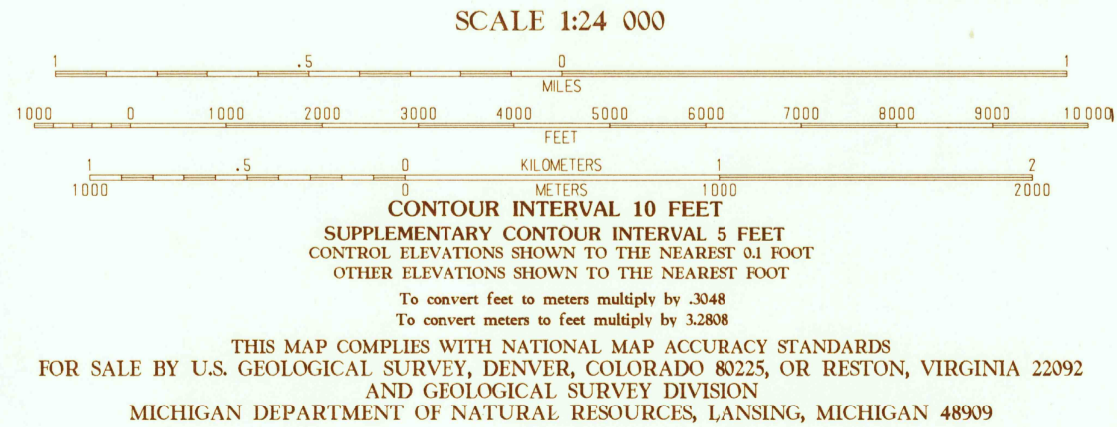 SCALE 1:24 000
1 .5 0 1
MILES
1000 0 1000 2000 3000 4000 5000 6000 7000 8000 9000 10 000
FEET
1 .5 0 KILOMETERS 1 2
1000 0 METERS 1000 2000
CONTOUR INTERVAL 10 FEET
SUPPLEMENTARY CONTOUR INTERVAL 5 FEET
CONTROL ELEVATIONS SHOWN TO THE NEAREST 0.1 FOOT
OTHER ELEVATIONS SHOWN TO THE NEAREST FOOT
To convert feet to meters multiply by .3048
To convert meters to feet multiply by 3.2808
THIS MAP COMPLIES WITH NATIONAL MAP ACCURACY STANDARDS
FOR SALE BY U.S. GEOLOGICAL SURVEY, DENVER, COLORADO 80225, OR RESTON, VIRGINIA 22092
AND GEOLOGICAL SURVEY DIVISION
MICHIGAN DEPARTMENT OF NATURAL RESOURCES, LANSING, MICHIGAN 48909